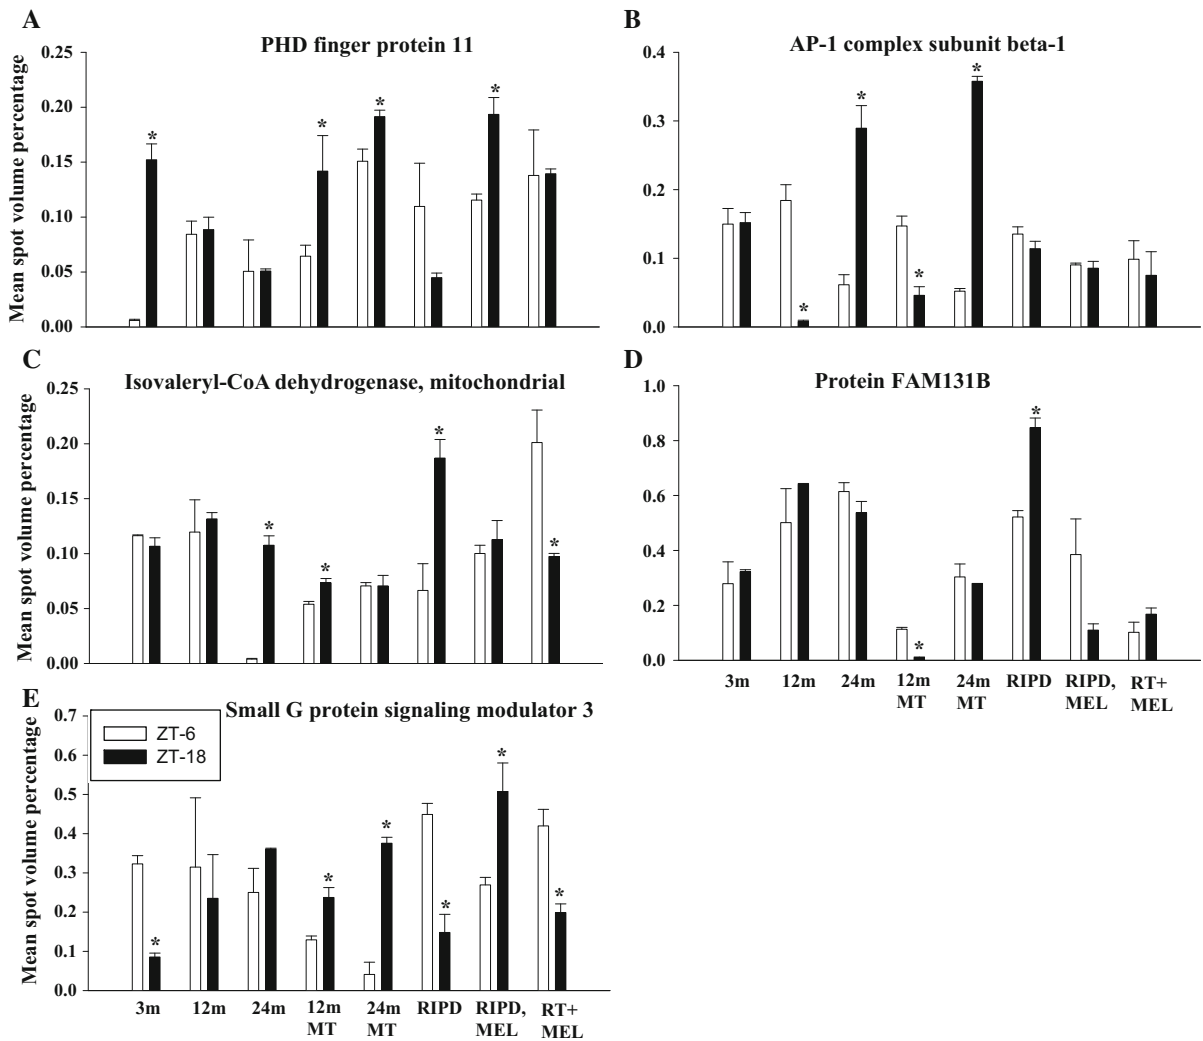 A
PHD finger protein 11
Mean spot volume percentage
0.25
0.20
0.15
0.10
0.05
0.00
* * * *
B
AP-1 complex subunit beta-1
0.4
0.3
0.2
0.1
0.0
* * * *
C
Isovaleryl-CoA dehydrogenase, mitochondrial
Mean spot volume percentage
0.25
0.20
0.15
0.10
0.05
0.00
* * * *
D
Protein FAM131B
1.0
0.8
0.6
0.4
0.2
0.0
* *
3m 12m 24m 12m MT 24m MT RIPD RIPD, MEL RT+ MEL
E
Small G protein signaling modulator 3
Mean spot volume percentage
0.7
0.6
0.5
0.4
0.3
0.2
0.1
0.0
ZT-6
ZT-18
* * * * * *
3m 12m 24m 12m MT 24m MT RIPD RIPD, MEL RT+ MEL